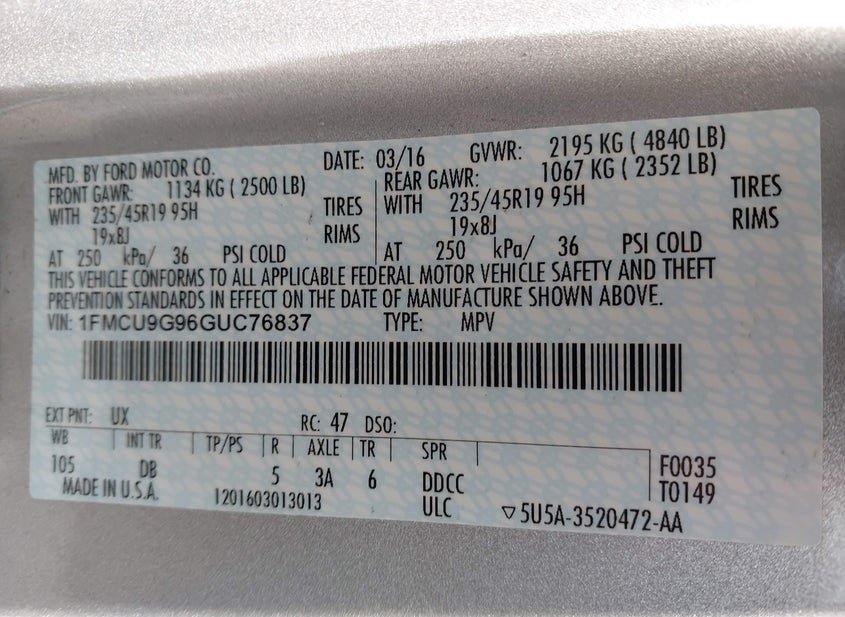 MFD. BY FORD MOTOR CO. DATE: 03/16 GVWR: 2195 KG ( 4840 LB)
FRONT GAWR: 1134 KG ( 2500 LB) REAR GAWR: 1067 KG ( 2352 LB)
WITH 235/45R19 95H TIRES WITH 235/45R19 95H TIRES
19x8J RIMS 19x8J RIMS
AT 250 kPa/ 36 PSI COLD AT 250 kPa/ 36 PSI COLD
THIS VEHICLE CONFORMS TO ALL APPLICABLE FEDERAL MOTOR VEHICLE SAFETY AND THEFT
PREVENTION STANDARDS IN EFFECT ON THE DATE OF MANUFACTURE SHOWN ABOVE.
VIN: 1FMCU9G96GUC76837 TYPE: MPV
EXT PNT: UX RC: 47 DSO:
WB INT TR TP/PS R AXLE TR SPR
105 DB 5 3A 6 DDCC F0035
MADE IN U.S.A. 1201603013013 ULC T0149
▽5U5A-3520472-AA